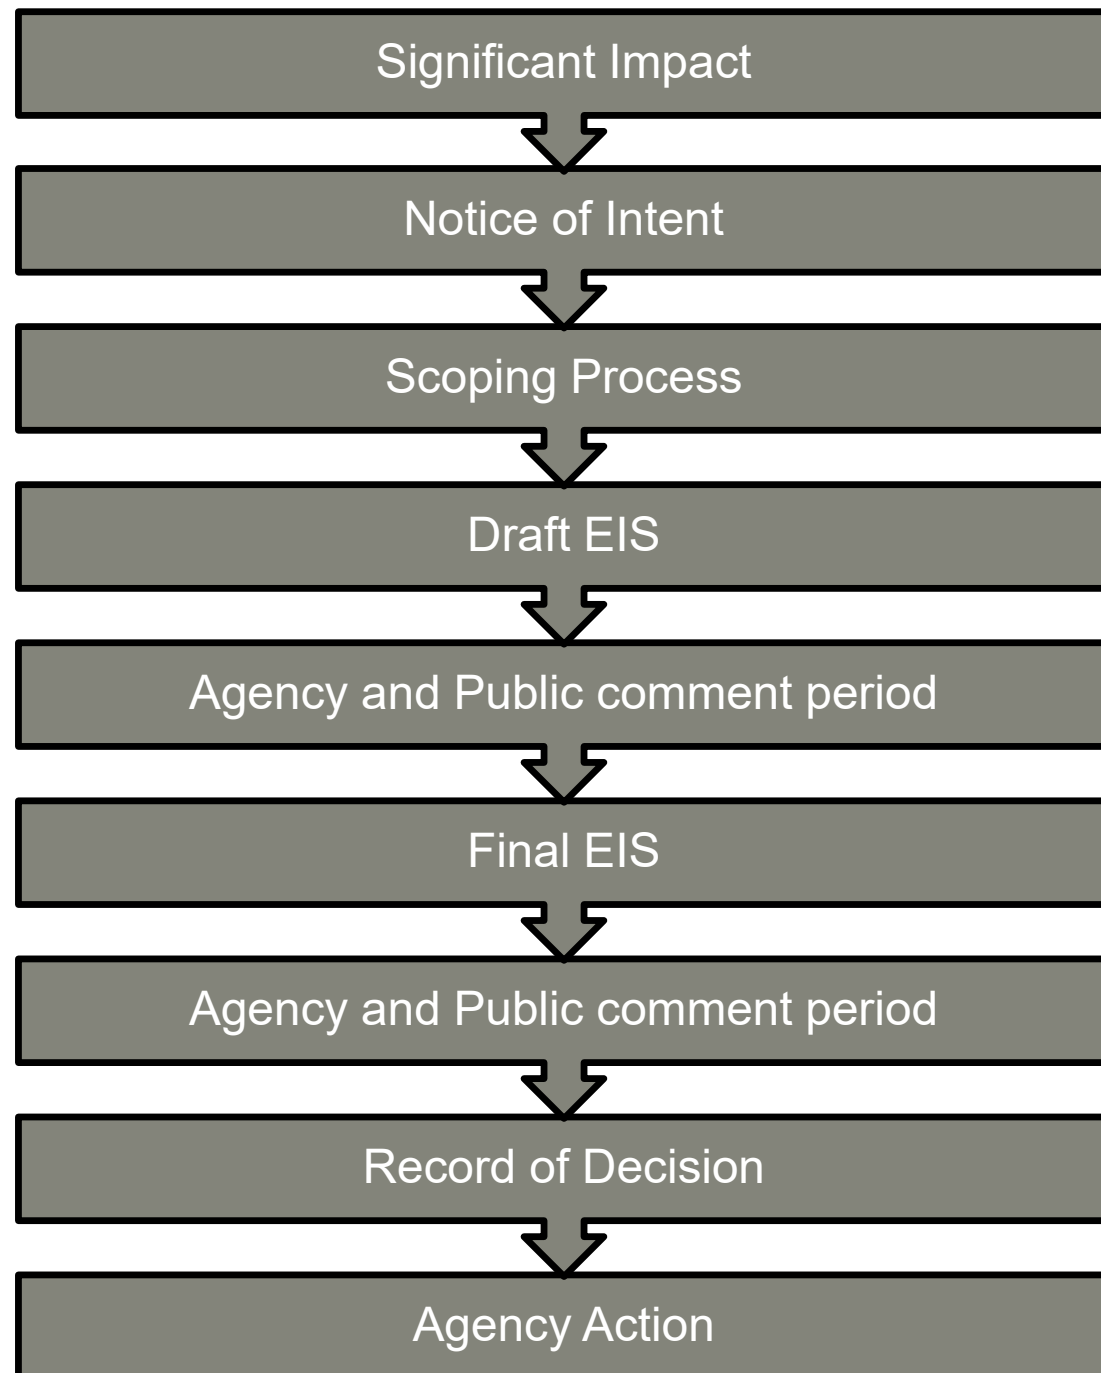 Significant Impact
Notice of Intent
Scoping Process
Draft EIS
Agency and Public comment period
Final EIS
Agency and Public comment period
Record of Decision
Agency Action